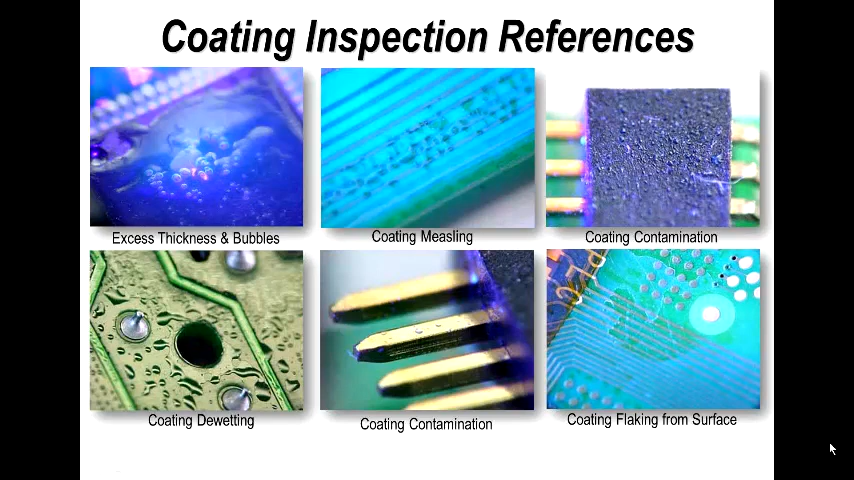 Coating Inspection References
Excess Thickness & Bubbles
Coating Measling
Coating Contamination
Coating Dewetting
Coating Contamination
Coating Flaking from Surface